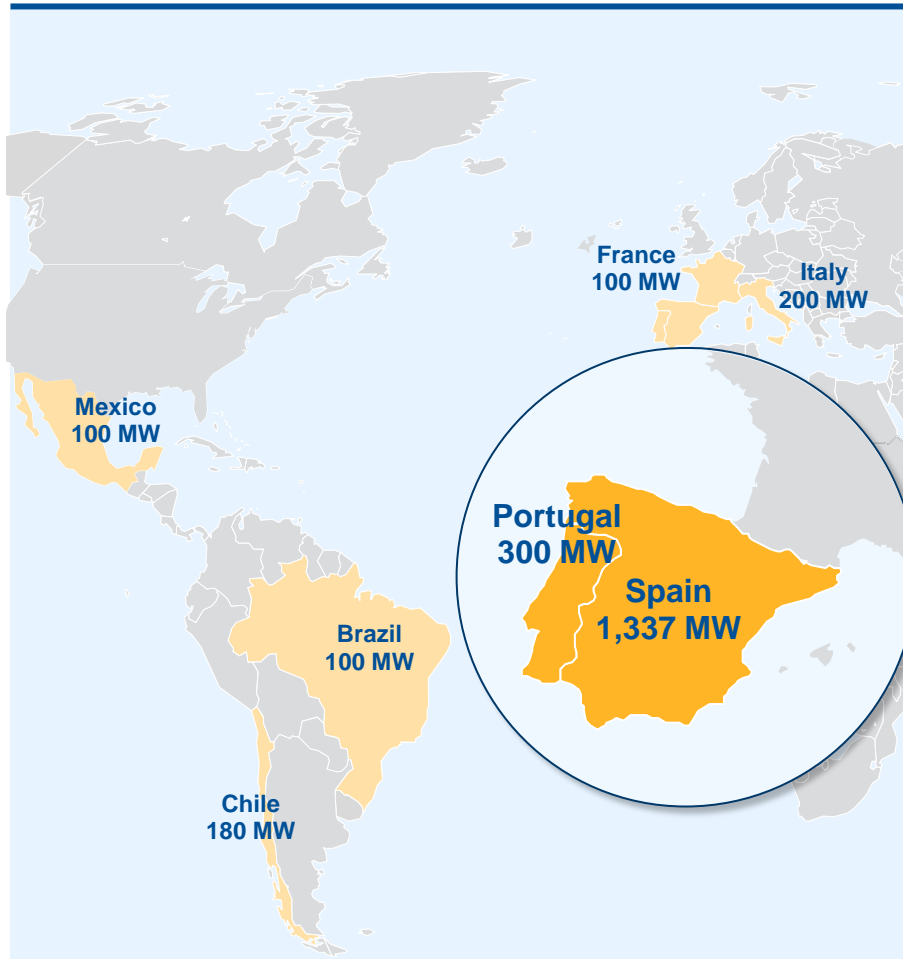 France
100 MW
Italy
200 MW
Mexico
100 MW
Portugal
300 MW
Spain
1,337 MW
Brazil
100 MW
Chile
180 MW